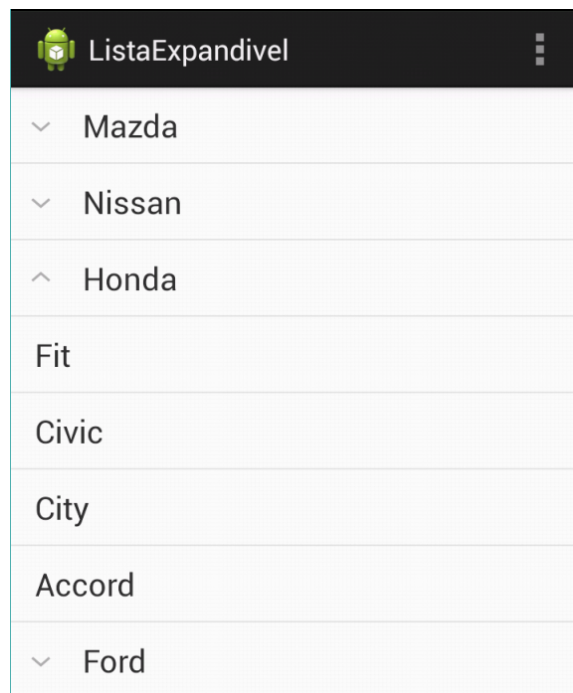 ListaExpandivel
Mazda
Nissan
Honda
Fit
Civic
City
Accord
Ford